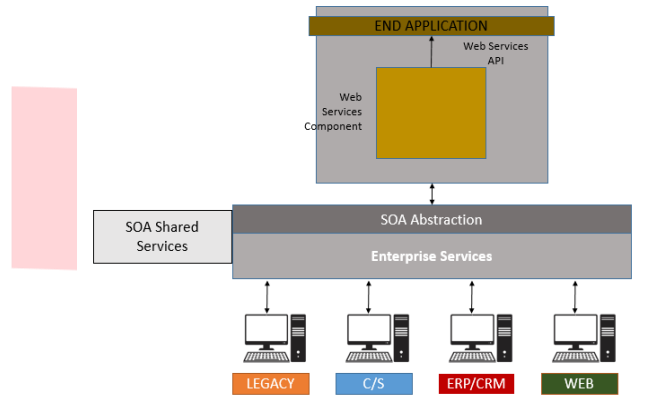 END APPLICATION
Web Services
API
Web
Services
Component
SOA Abstraction
SOA Shared
Services
Enterprise Services
LEGACY
C/S
ERP/CRM
WEB